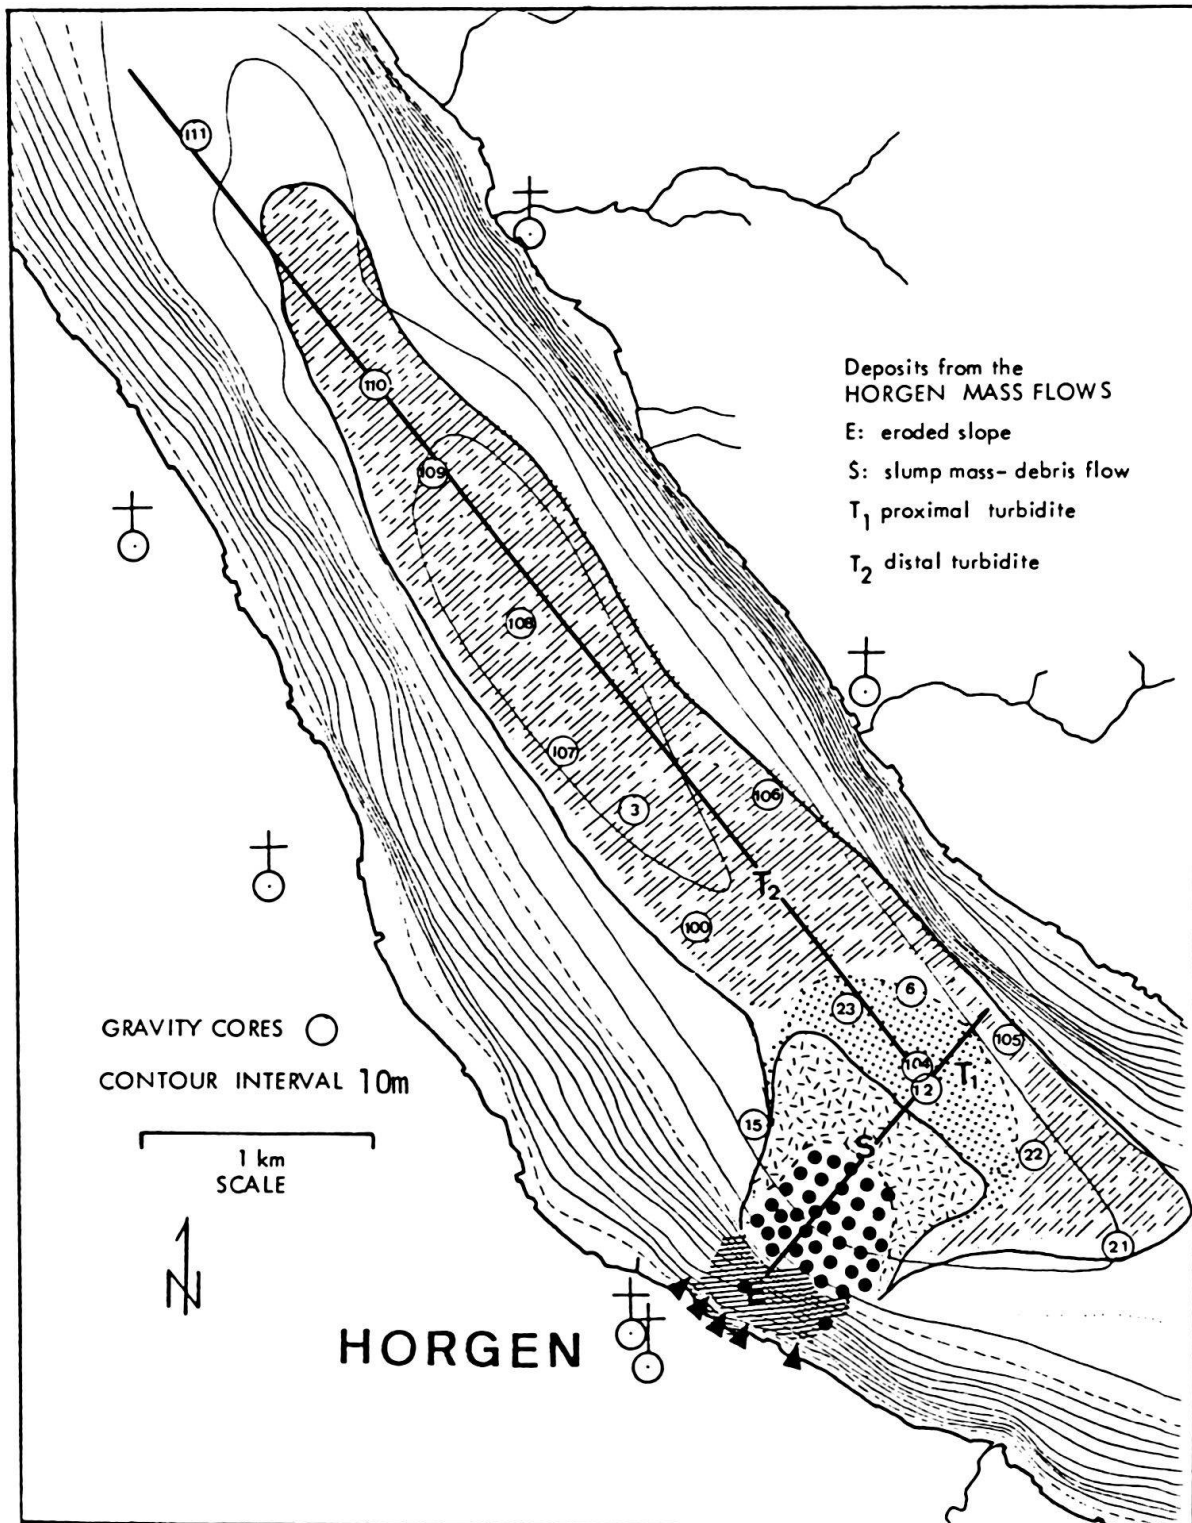 111
Deposits from the
HORGEN MASS FLOWS
E: eroded slope
S: slump mass-debris flow
T1 proximal turbidite
T2 distal turbidite
110
109
108
107
3
106
T2
100
6
23
105
104
T1
12
15
S
22
21
E
GRAVITY CORES
CONTOUR INTERVAL 10m
1 km
SCALE
N
HORGEN